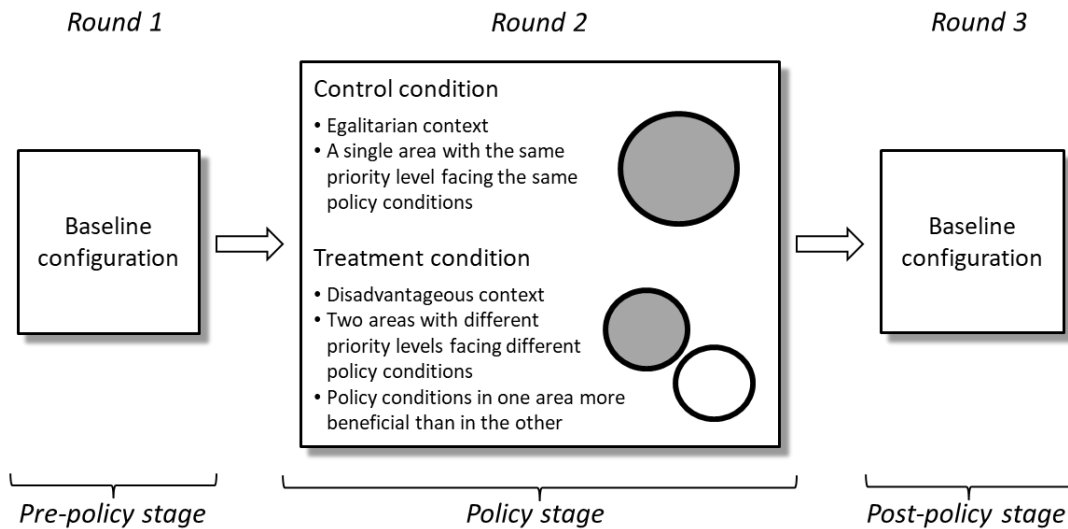 Round 1
Round 2
Round 3
Baseline
configuration
Control condition
• Egalitarian context
• A single area with the same
priority level facing the same
policy conditions
Treatment condition
• Disadvantageous context
• Two areas with different
priority levels facing different
policy conditions
• Policy conditions in one area more
beneficial than in the other
Baseline
configuration
Pre-policy stage
Policy stage
Post-policy stage